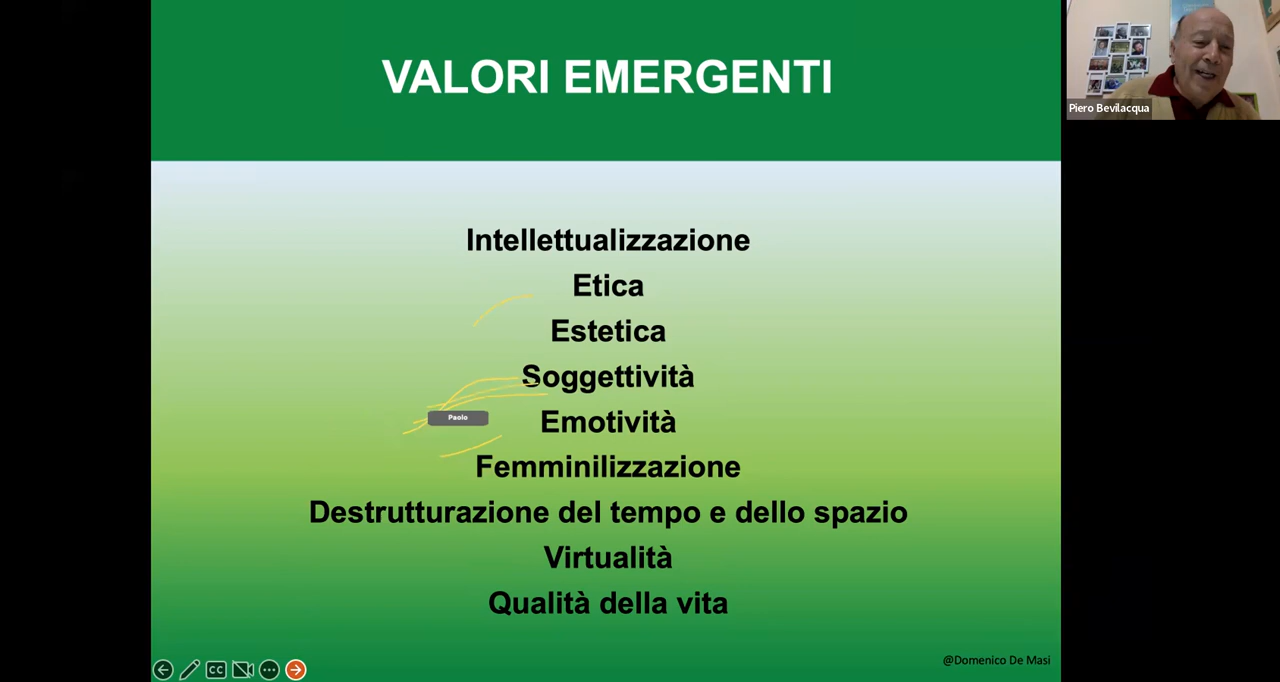 VALORI EMERGENTI
Piero Bevilacqua
Intellettualizzazione
Etica
Estetica
Soggettività
Paolo
Emotività
Femminilizzazione
Destrutturazione del tempo e dello spazio
Virtualità
Qualità della vita
CC
@Domenico De Masi